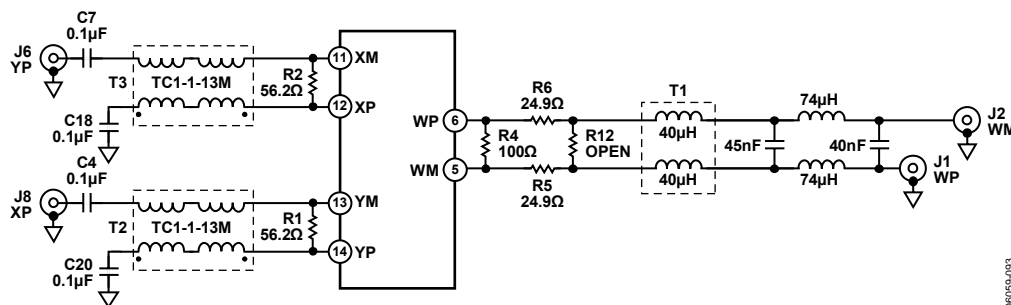 C7
0.1µF
J6
YP
T3
TC1-1-13M
C18
0.1µF
R2
56.2Ω
11
XM
12
XP
C4
0.1µF
J8
XP
T2
TC1-1-13M
C20
0.1µF
R1
56.2Ω
13
YM
14
YP
WP
6
WM
5
R4
100Ω
R6
24.9Ω
R5
24.9Ω
R12
OPEN
T1
40µH
40µH
45nF
74µH
74µH
40nF
J2
WM
J1
WP
06059-093